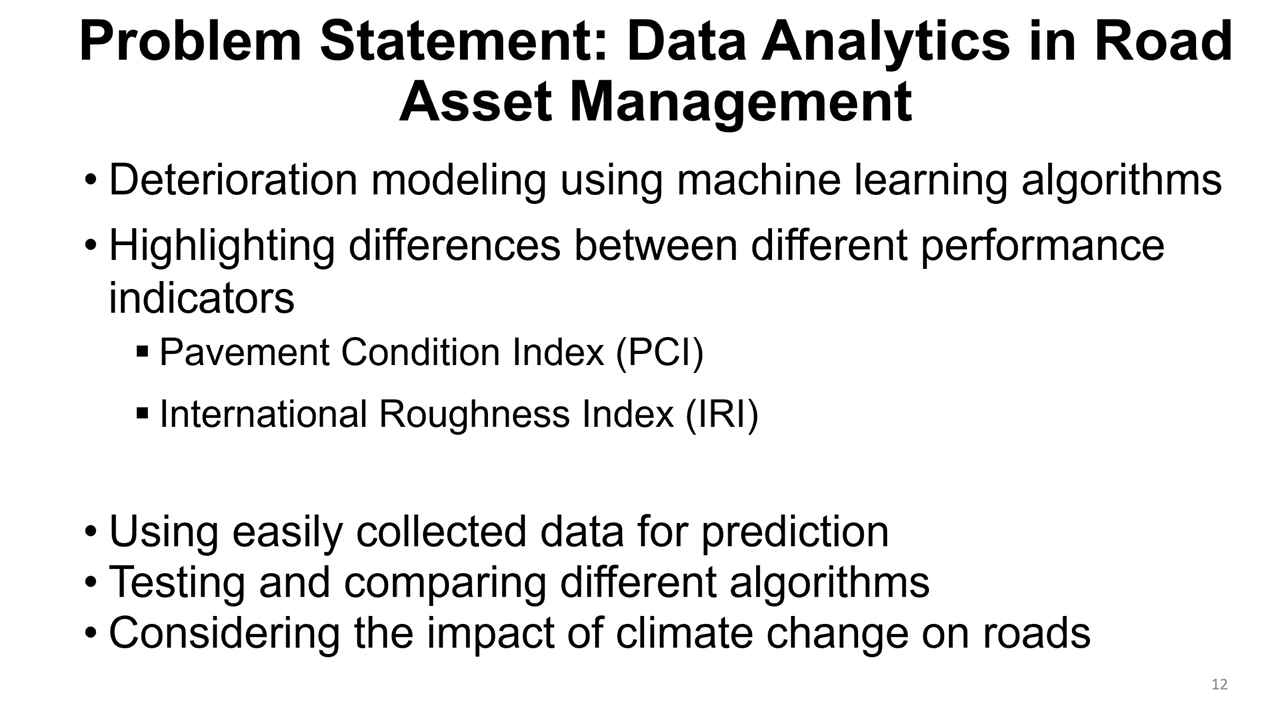 Problem Statement: Data Analytics in Road
Asset Management
• Deterioration modeling using machine learning algorithms
• Highlighting differences between different performance
indicators
▪ Pavement Condition Index (PCI)
▪ International Roughness Index (IRI)
• Using easily collected data for prediction
• Testing and comparing different algorithms
• Considering the impact of climate change on roads
12